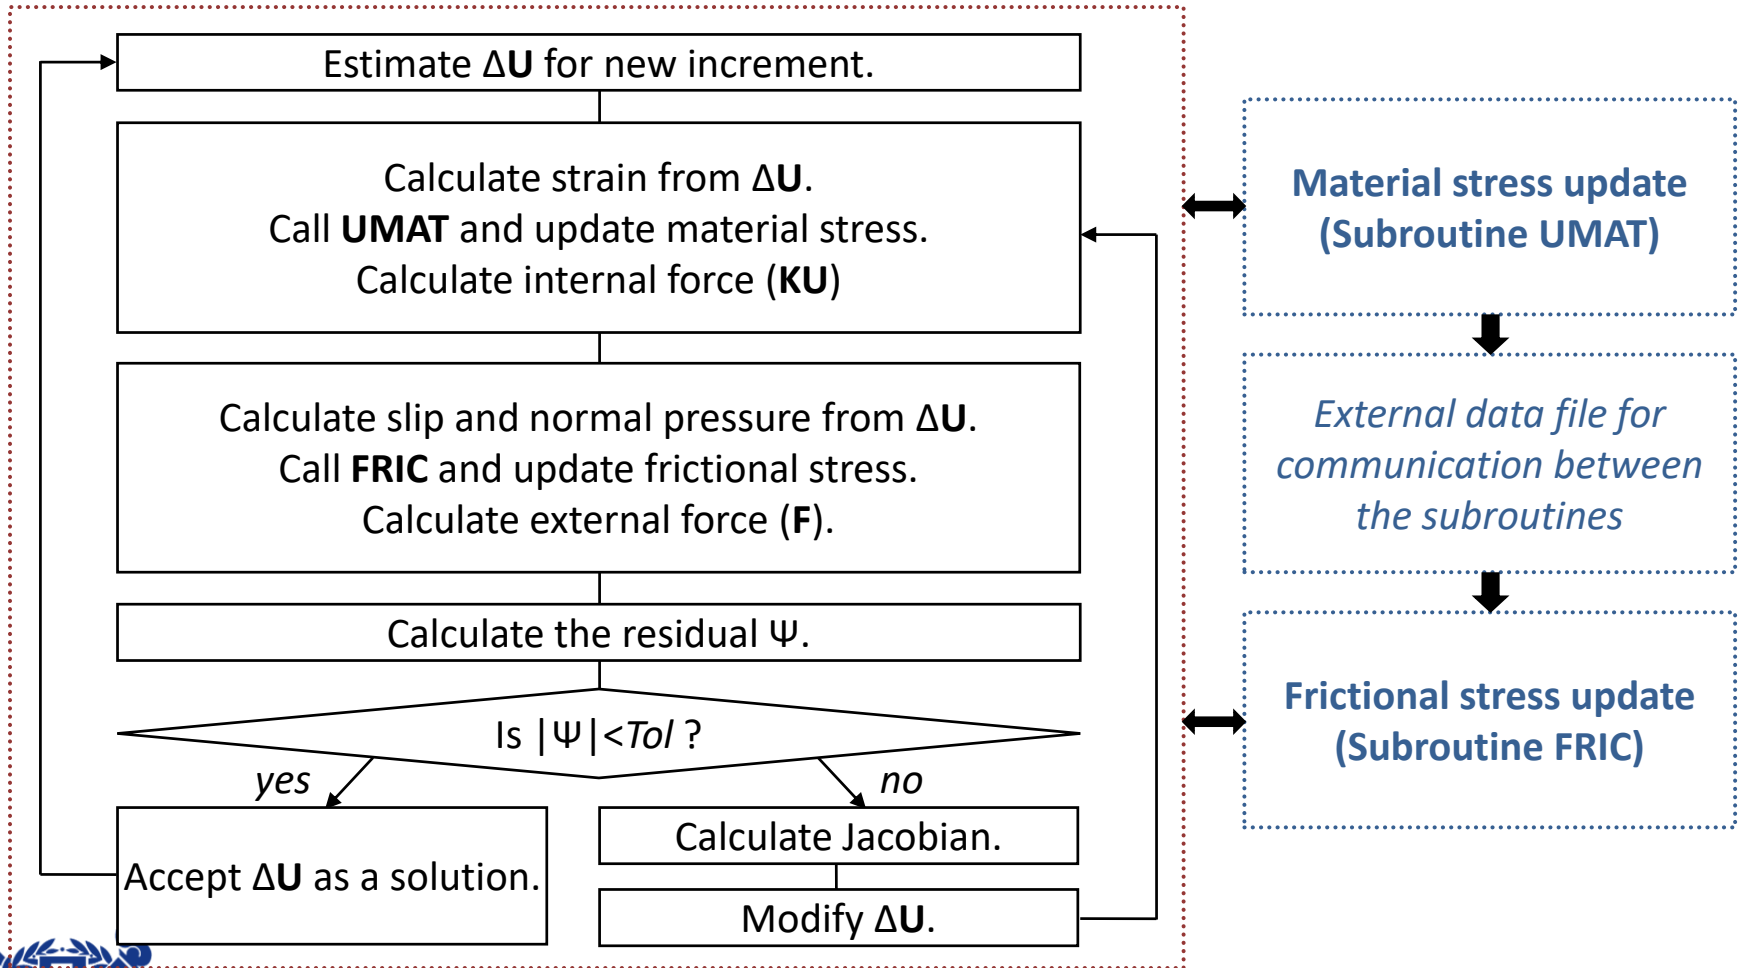 Estimate ΔU for new increment.
Calculate strain from ΔU.
Call UMAT and update material stress.
Calculate internal force (KU)
Calculate slip and normal pressure from ΔU.
Call FRIC and update frictional stress.
Calculate external force (F).
Calculate the residual Ψ.
Is |Ψ|<Tol ?
yes
no
Accept ΔU as a solution.
Calculate Jacobian.
Modify ΔU.
Material stress update
(Subroutine UMAT)
External data file for
communication between
the subroutines
Frictional stress update
(Subroutine FRIC)